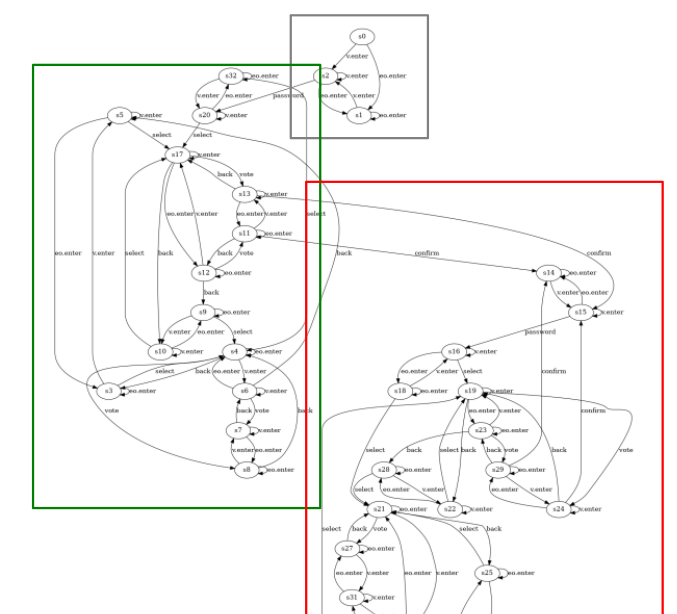 s0
v.enter
s32 eo.enter s2 v.enter eo.enter
v.enter eo.enter password eo.enter v.enter
s5 v.enter s20 v.enter s1 eo.enter
select select
s17 v.enter
back vote
s13 v.enter
eo.enter v.enter eo.enter v.enter select
s11 eo.enter
eo.enter v.enter select back back vote back confirm confirm
s12 eo.enter s14 eo.enter
back v.enter eo.enter
s9 eo.enter s15 v.enter
v.enter eo.enter select password
s10 v.enter s4 eo.enter s16 v.enter
select back eo.enter v.enter eo.enter v.enter select confirm
s3 eo.enter s6 v.enter s18 eo.enter s19 v.enter
vote back vote back eo.enter v.enter confirm
s7 v.enter s23 eo.enter
v.enter eo.enter select back select back back vote back vote
s8 eo.enter s28 eo.enter s29 eo.enter
select eo.enter v.enter eo.enter v.enter
s21 eo.enter s22 v.enter s24 v.enter
select back vote select back
s27 eo.enter
eo.enter v.enter eo.enter v.enter s25 eo.enter
s31 v.enter